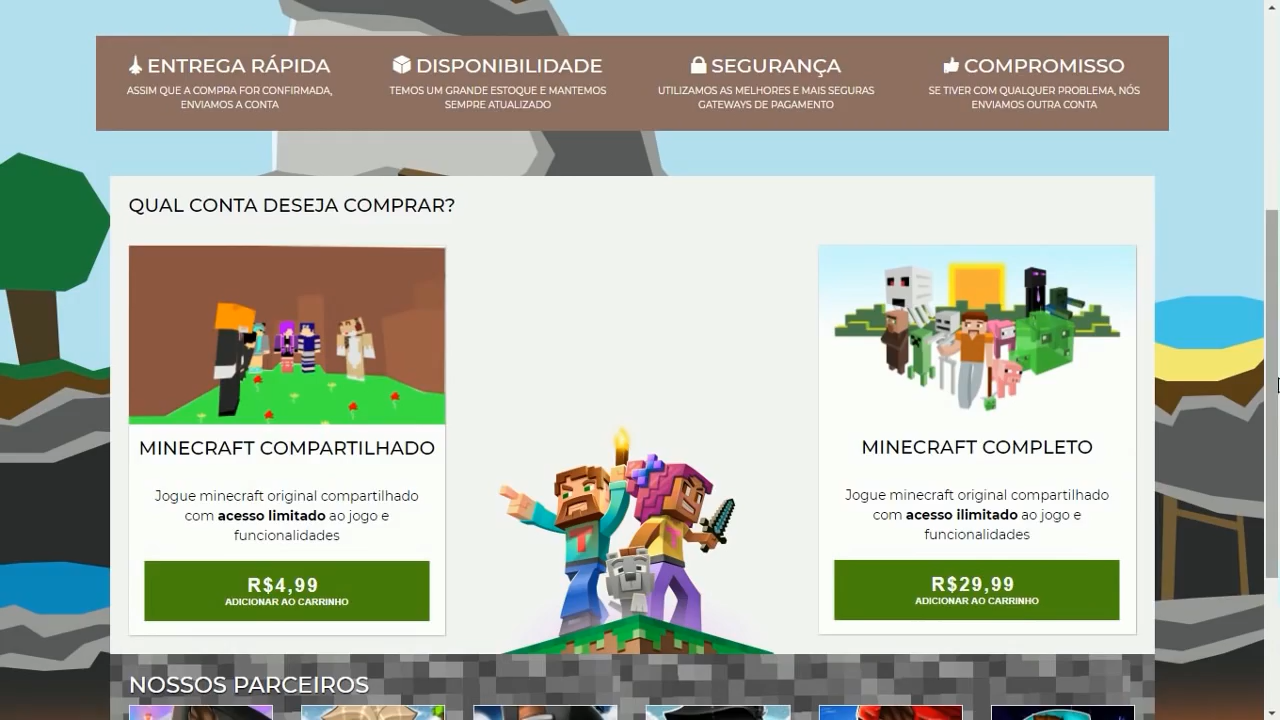 ENTREGA RÁPIDA
ASSIM QUE A COMPRA FOR CONFIRMADA,
ENVIAMOS A CONTA
DISPONIBILIDADE
TEMOS UM GRANDE ESTOQUE E MANTEMOS
SEMPRE ATUALIZADO
SEGURANÇA
UTILIZAMOS AS MELHORES E MAIS SEGURAS
GATEWAYS DE PAGAMENTO
COMPROMISSO
SE TIVER COM QUALQUER PROBLEMA, NÓS
ENVIAMOS OUTRA CONTA
QUAL CONTA DESEJA COMPRAR?
MINECRAFT COMPARTILHADO
Jogue minecraft original compartilhado
com acesso limitado ao jogo e
funcionalidades
R$4,99
ADICIONAR AO CARRINHO
MINECRAFT COMPLETO
Jogue minecraft original compartilhado
com acesso ilimitado ao jogo e
funcionalidades
R$29,99
ADICIONAR AO CARRINHO
NOSSOS PARCEIROS